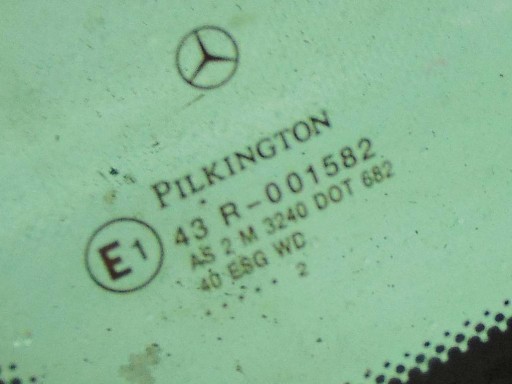 PILKINGTON
E1
43 R-001582
AS 2 M 3240 DOT 682
40 ESG WD
..... 2